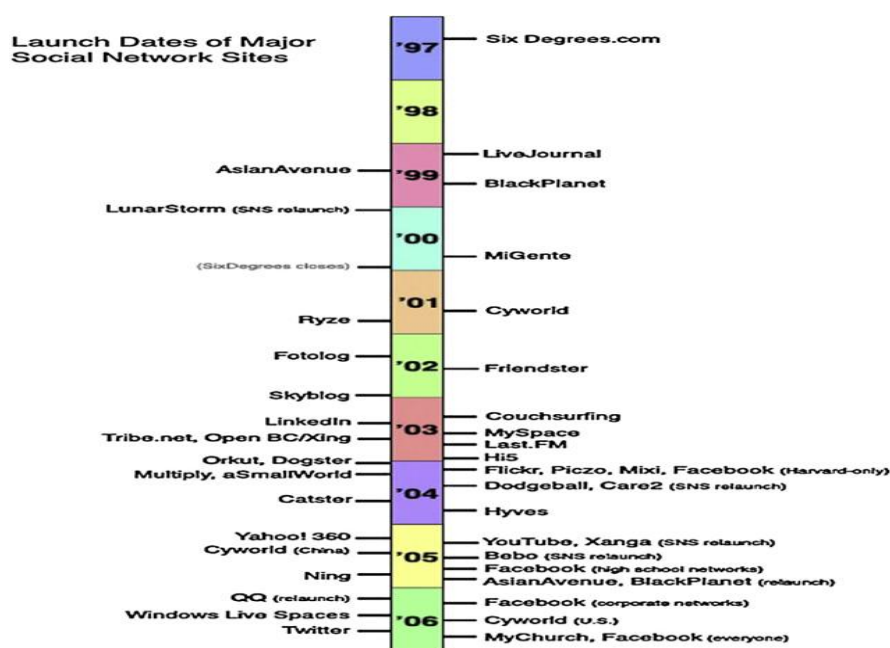 Launch Dates of Major
Social Network Sites
'97
Six Degrees.com
'98
LiveJournal
AsianAvenue
'99
BlackPlanet
LunarStorm (SNS relaunch)
'00
MiGente
(SixDegrees closes)
'01
Cyworld
Ryze
Fotolog
'02
Friendster
Skyblog
Couchsurfing
LinkedIn
'03
MySpace
Tribe.net, Open BC/Xing
Last.FM
Hi5
Orkut, Dogster
Flickr, Piczo, Mixi, Facebook (Harvard-only)
Multiply, aSmallWorld
Dodgeball, Care2 (SNS relaunch)
'04
Catster
Hyves
Yahoo! 360
YouTube, Xanga (SNS relaunch)
Cyworld (China)
'05
Bebo (SNS relaunch)
Facebook (high school networks)
Ning
AsianAvenue, BlackPlanet (relaunch)
QQ (relaunch)
Facebook (corporate networks)
Windows Live Spaces
'06
Cyworld (U.S.)
Twitter
MyChurch, Facebook (everyone)